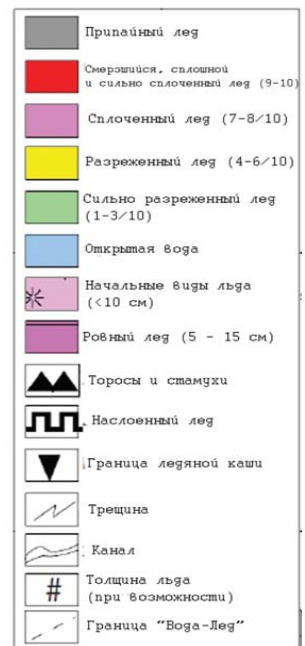 Припайный лед
Смерзшийся, сплошной
и сильно сплоченный лед (9-10)
Сплоченный лед (7-8/10)
Разреженный лед (4-6/10)
Сильно разреженный лед
(1-3/10)
Открытая вода
Начальные виды льда
(<10 см)
Ровный лед (5 - 15 см)
Торосы и стамухи
Наслоенный лед
Граница ледяной каши
Трещина
Канал
#
Толщина льда
(при возможности)
Граница "Вода-Лед"